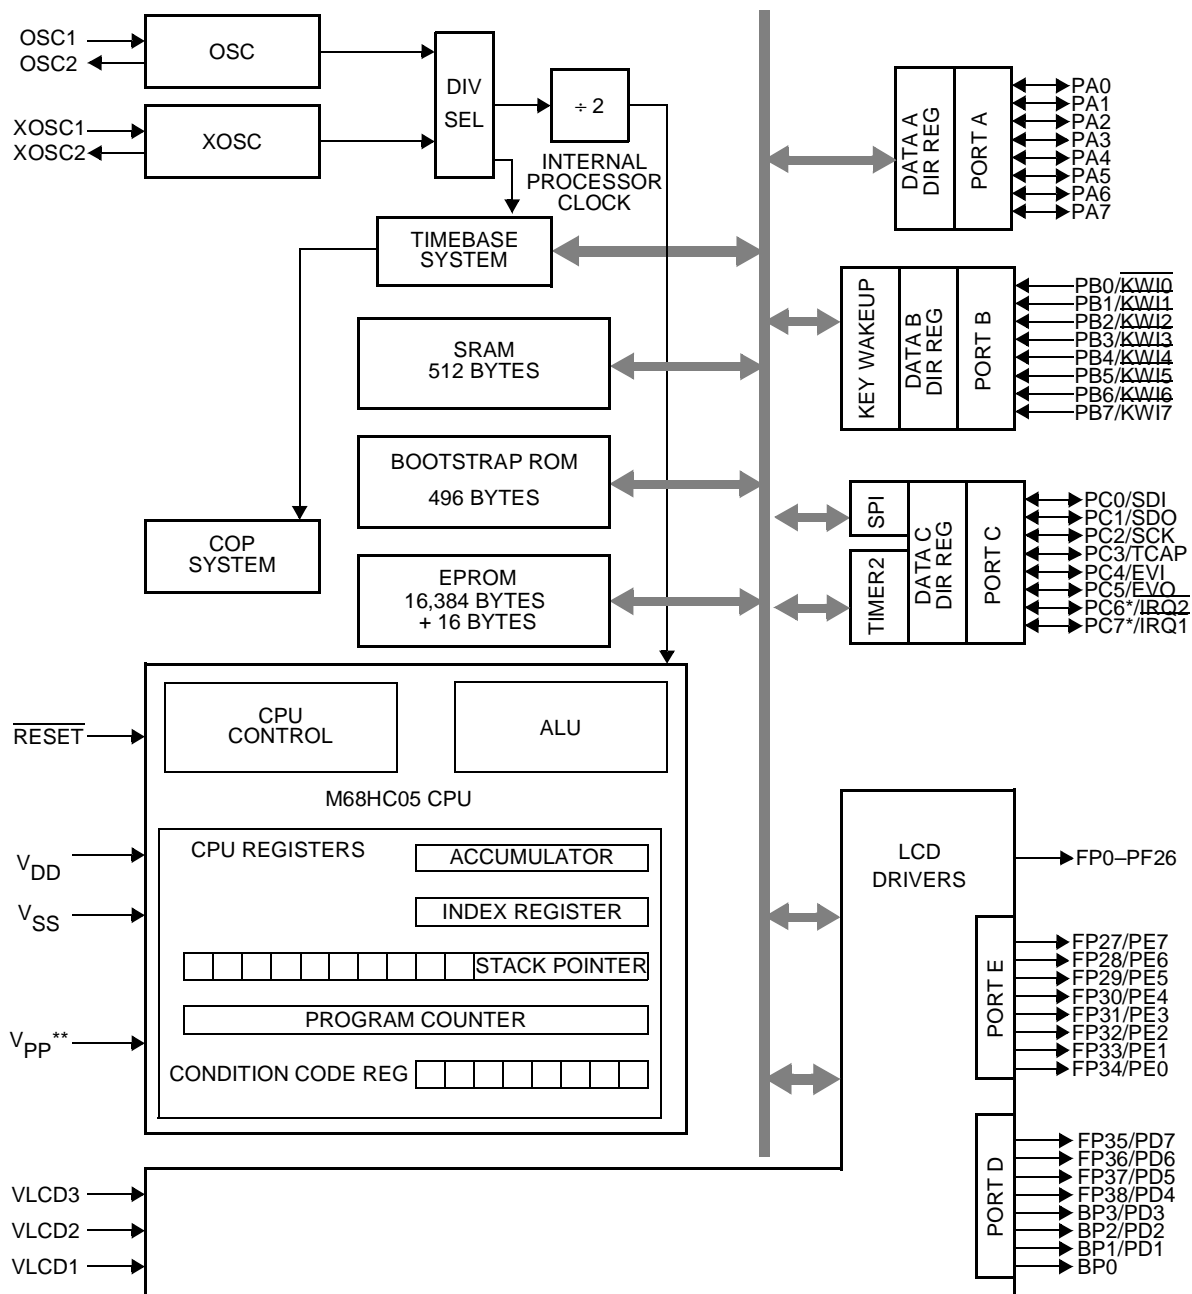 OSC1
OSC2
OSC
XOSC1
XOSC2
XOSC
DIV
SEL
÷ 2
INTERNAL
PROCESSOR
CLOCK
TIMEBASE
SYSTEM
SRAM
512 BYTES
BOOTSTRAP ROM
496 BYTES
COP
SYSTEM
EPROM
16,384 BYTES
+ 16 BYTES
CPU
CONTROL
ALU
M68HC05 CPU
RESET
VDD
VSS
VPP**
CPU REGISTERS
ACCUMULATOR
INDEX REGISTER
STACK POINTER
PROGRAM COUNTER
CONDITION CODE REG
VLCD3
VLCD2
VLCD1
DATA A
DIR REG
PORT A
PA0
PA1
PA2
PA3
PA4
PA5
PA6
PA7
KEY WAKEUP
DATA B
DIR REG
PORT B
PB0/KWI0
PB1/KWI1
PB2/KWI2
PB3/KWI3
PB4/KWI4
PB5/KWI5
PB6/KWI6
PB7/KWI7
SPI
TIMER2
DATA C
DIR REG
PORT C
PC0/SDI
PC1/SDO
PC2/SCK
PC3/TCAP
PC4/EVI
PC5/EVO
PC6*/IRQ2
PC7*/IRQ1
LCD
DRIVERS
FP0–PF26
PORT E
FP27/PE7
FP28/PE6
FP29/PE5
FP30/PE4
FP31/PE3
FP32/PE2
FP33/PE1
FP34/PE0
PORT D
FP35/PD7
FP36/PD6
FP37/PD5
FP38/PD4
BP3/PD3
BP2/PD2
BP1/PD1
BP0